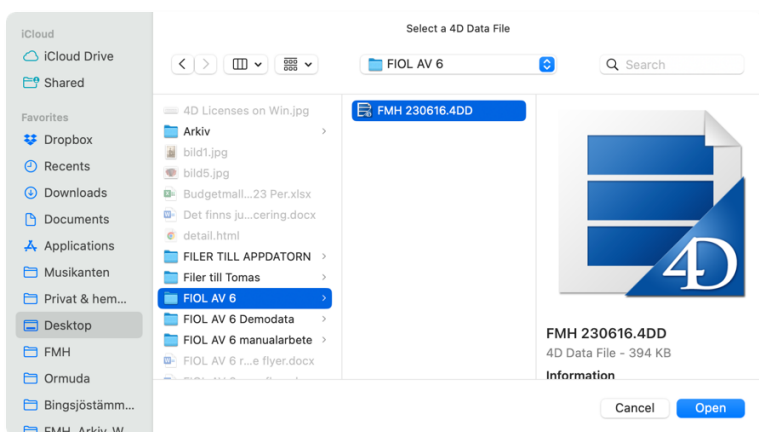 Select a 4D Data File
iCloud
iCloud Drive
Shared
Favorites
Dropbox
Recents
Downloads
Documents
Applications
Musikanten
Privat & hem...
Desktop
FMH
Ormuda
Bingsjöstämm...
FMH Arkiv W
FIOL AV 6
Search
4D Licenses on Win.jpg
Arkiv
bild1.jpg
bild5.jpg
Budgetmall...23 Per.xlsx
Det finns ju...cering.docx
detail.html
FILER TILL APPDATORN
Filer till Tomas
FIOL AV 6
FIOL AV 6 Demodata
FIOL AV 6 manualarbete
FIOL AV 6 r...e flyer.docx
FMH 230616.4DD
4D
FMH 230616.4DD
4D Data File - 394 KB
Information
Cancel
Open